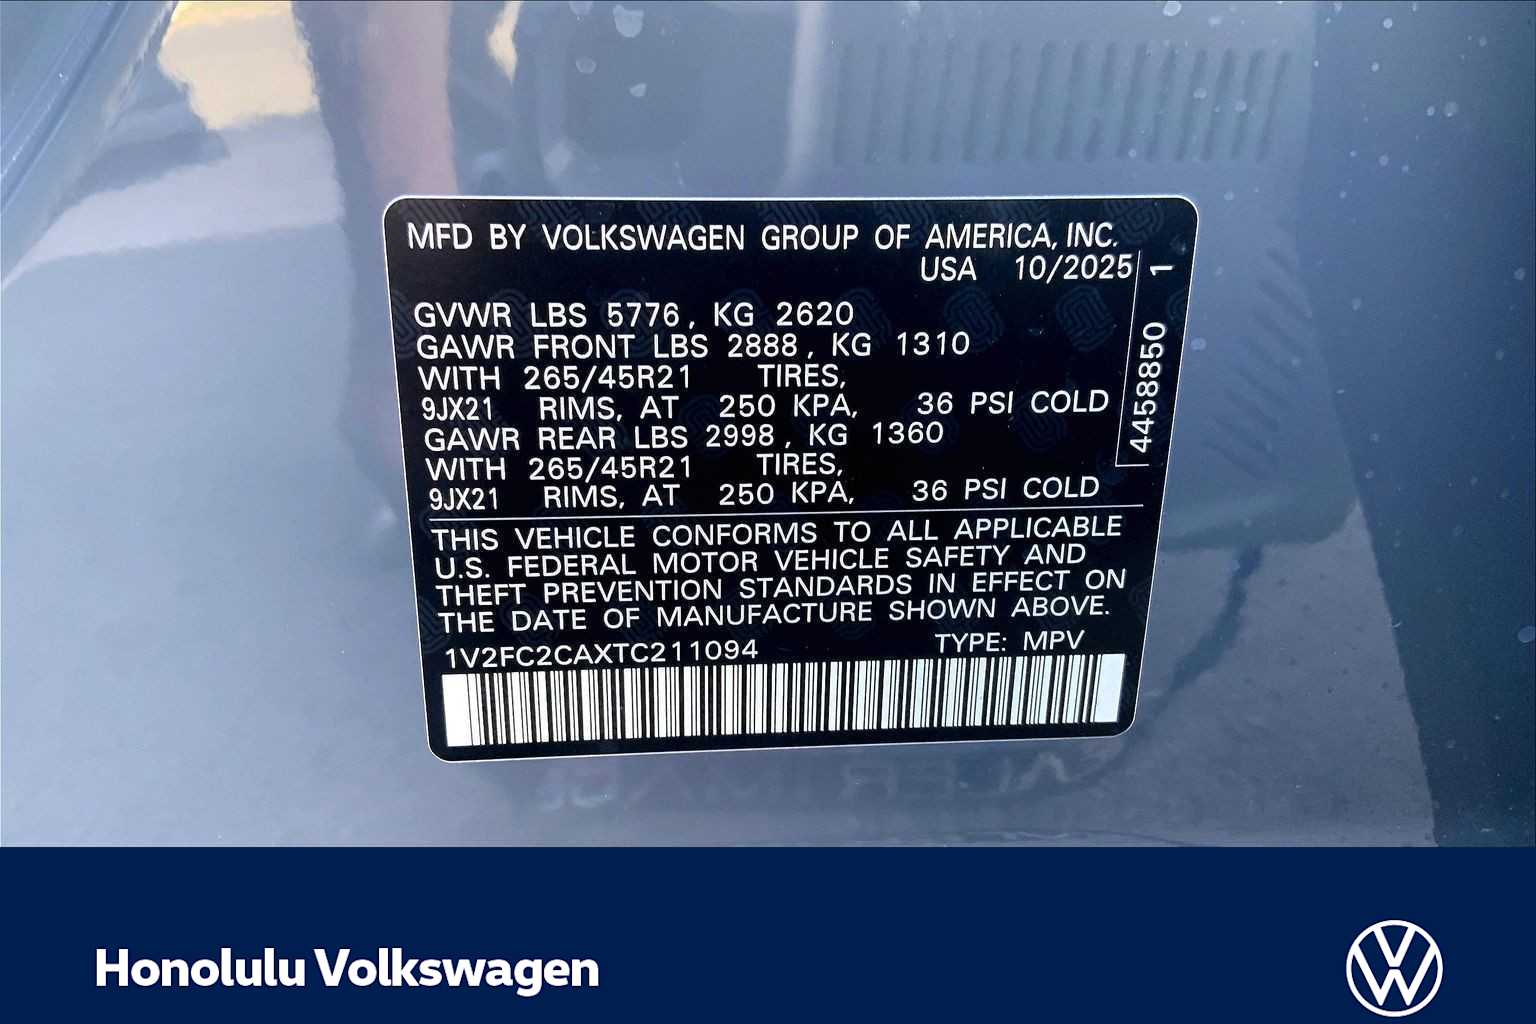 MFD BY VOLKSWAGEN GROUP OF AMERICA, INC.
USA 10/2025
GVWR LBS 5776, KG 2620
GAWR FRONT LBS 2888, KG 1310
WITH 265/45R21 TIRES,
9JX21 RIMS, AT 250 KPA, 36 PSI COLD
GAWR REAR LBS 2998, KG 1360
WITH 265/45R21 TIRES,
9JX21 RIMS, AT 250 KPA, 36 PSI COLD
4458850 1
THIS VEHICLE CONFORMS TO ALL APPLICABLE
U.S. FEDERAL MOTOR VEHICLE SAFETY AND
THEFT PREVENTION STANDARDS IN EFFECT ON
THE DATE OF MANUFACTURE SHOWN ABOVE.
1V2FC2CAXTC211094 TYPE: MPV
Honolulu Volkswagen